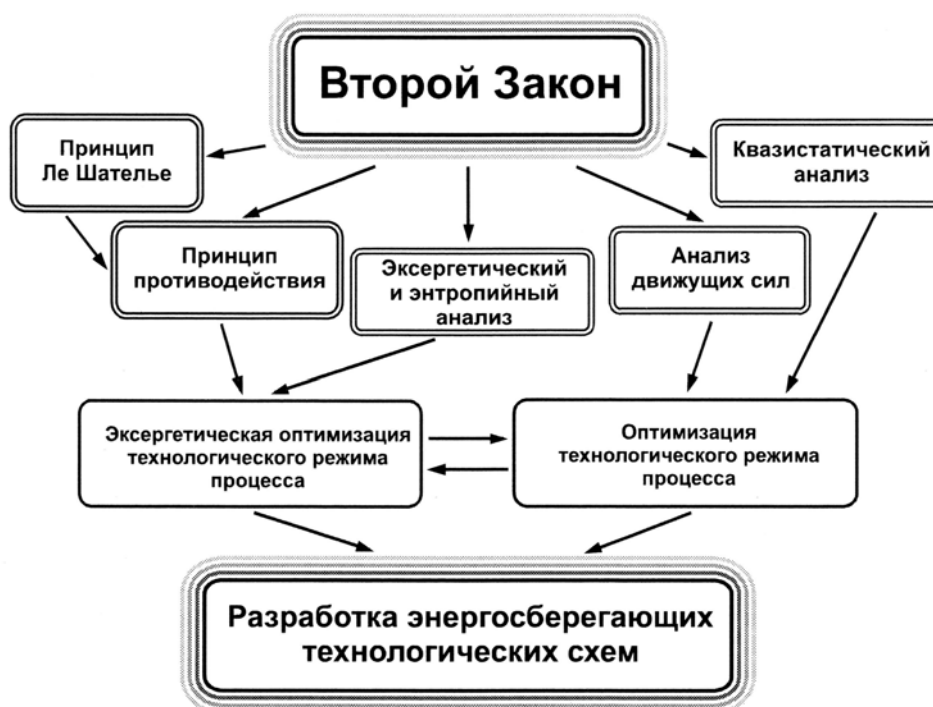 Второй Закон
Принцип
Ле Шателье
Квазистатический
анализ
Принцип
противодействия
Эксергетический
и энтропийный
анализ
Анализ
движущих сил
Эксергетическая оптимизация
технологического режима
процесса
Оптимизация
технологического режима
процесса
Разработка энергосберегающих
технологических схем